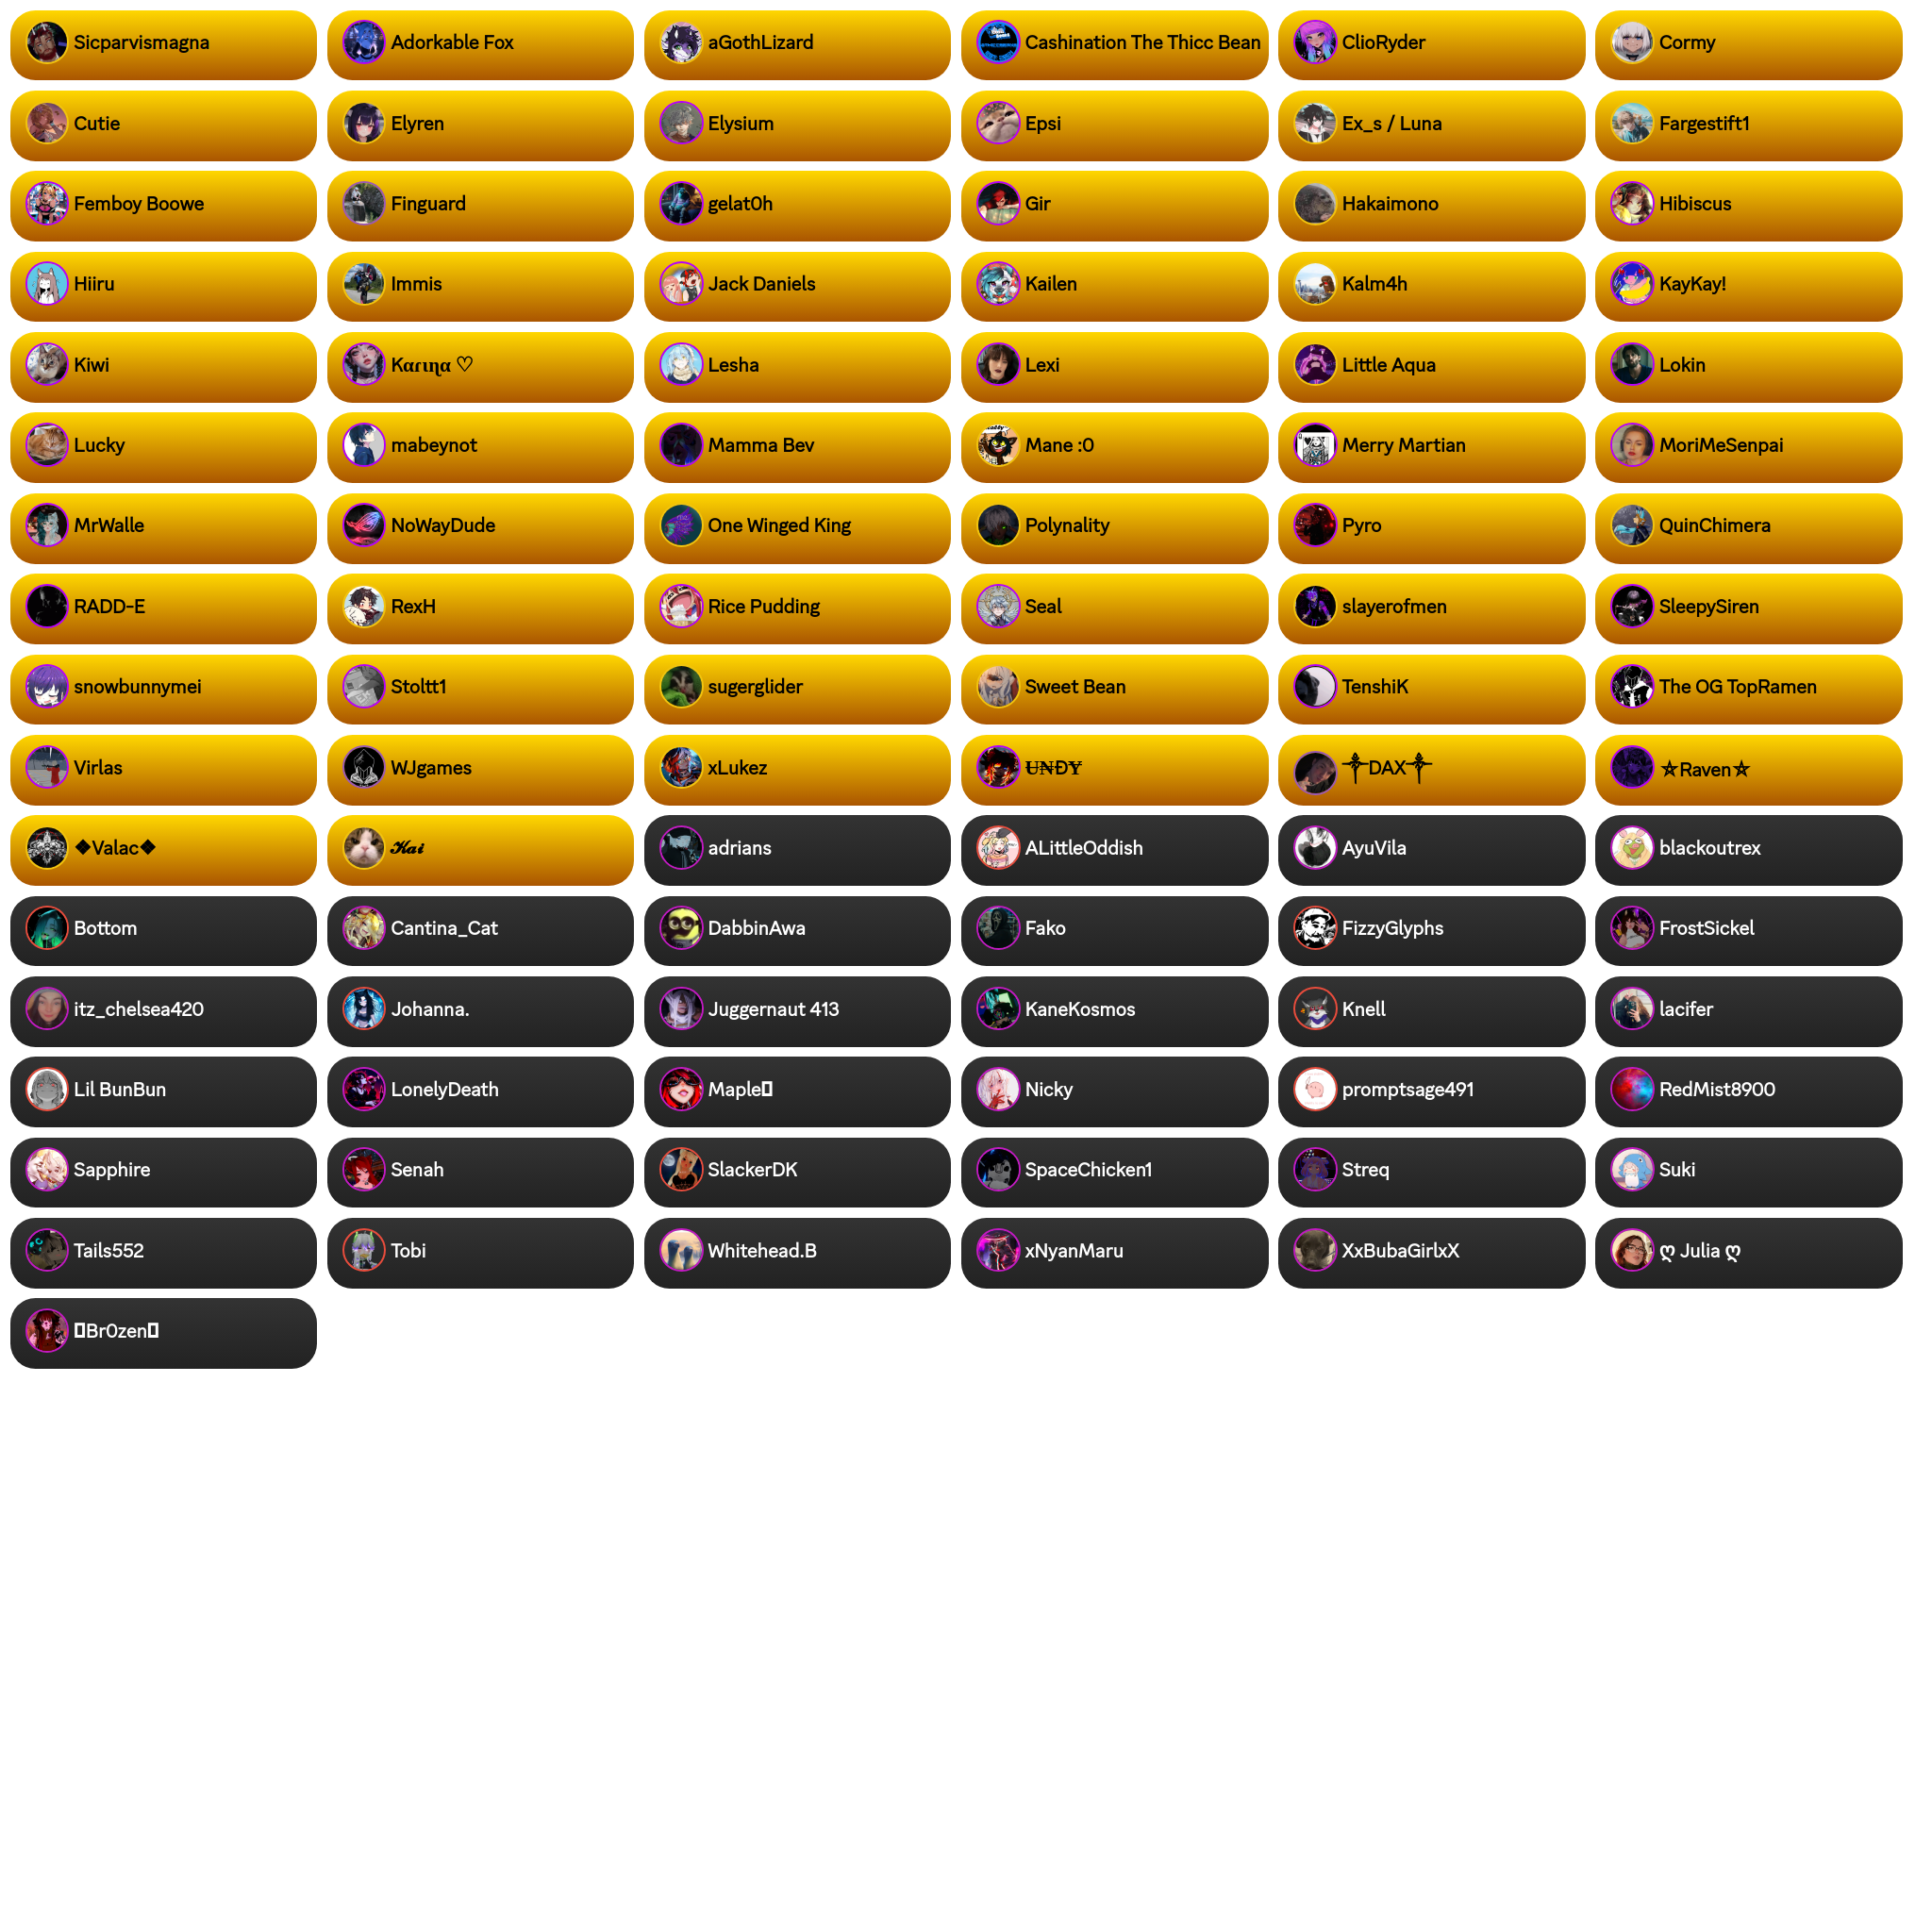 Sicparvismagna
Adorkable Fox
aGothLizard
Cashination The Thicc Bean
ClioRyder
Cormy
Cutie
Elyren
Elysium
Epsi
Ex_s / Luna
Fargestift1
Femboy Boowe
Finguard
gelat0h
Gir
Hakaimono
Hibiscus
Hiiru
Immis
Jack Daniels
Kailen
Kalm4h
KayKay!
Kiwi
Kαɾιηα ♡
Lesha
Lexi
Little Aqua
Lokin
Lucky
mabeynot
Mamma Bev
Mane :0
Merry Martian
MoriMeSenpai
MrWalle
NoWayDude
One Winged King
Polynality
Pyro
QuinChimera
RADD-E
RexH
Rice Pudding
Seal
slayerofmen
SleepySiren
snowbunnymei
Stoltt1
sugerglider
Sweet Bean
TenshiK
The OG TopRamen
Virlas
WJgames
xLukez
U̶N̶ĐY̶
⸸DAX⸸
⛥Raven⛥
◆Valac◆
𝓚𝓪𝓲
adrians
ALittleOddish
AyuVila
blackoutrex
Bottom
Cantina_Cat
DabbinAwa
Fako
FizzyGlyphs
FrostSickel
itz_chelsea420
Johanna.
Juggernaut 413
KaneKosmos
Knell
lacifer
Lil BunBun
LonelyDeath
Maple
Nicky
promptsage491
RedMist8900
Sapphire
Senah
SlackerDK
SpaceChicken1
Streq
Suki
Tails552
Tobi
Whitehead.B
xNyanMaru
XxBubaGirlxX
ღ Julia ღ
Br0zen